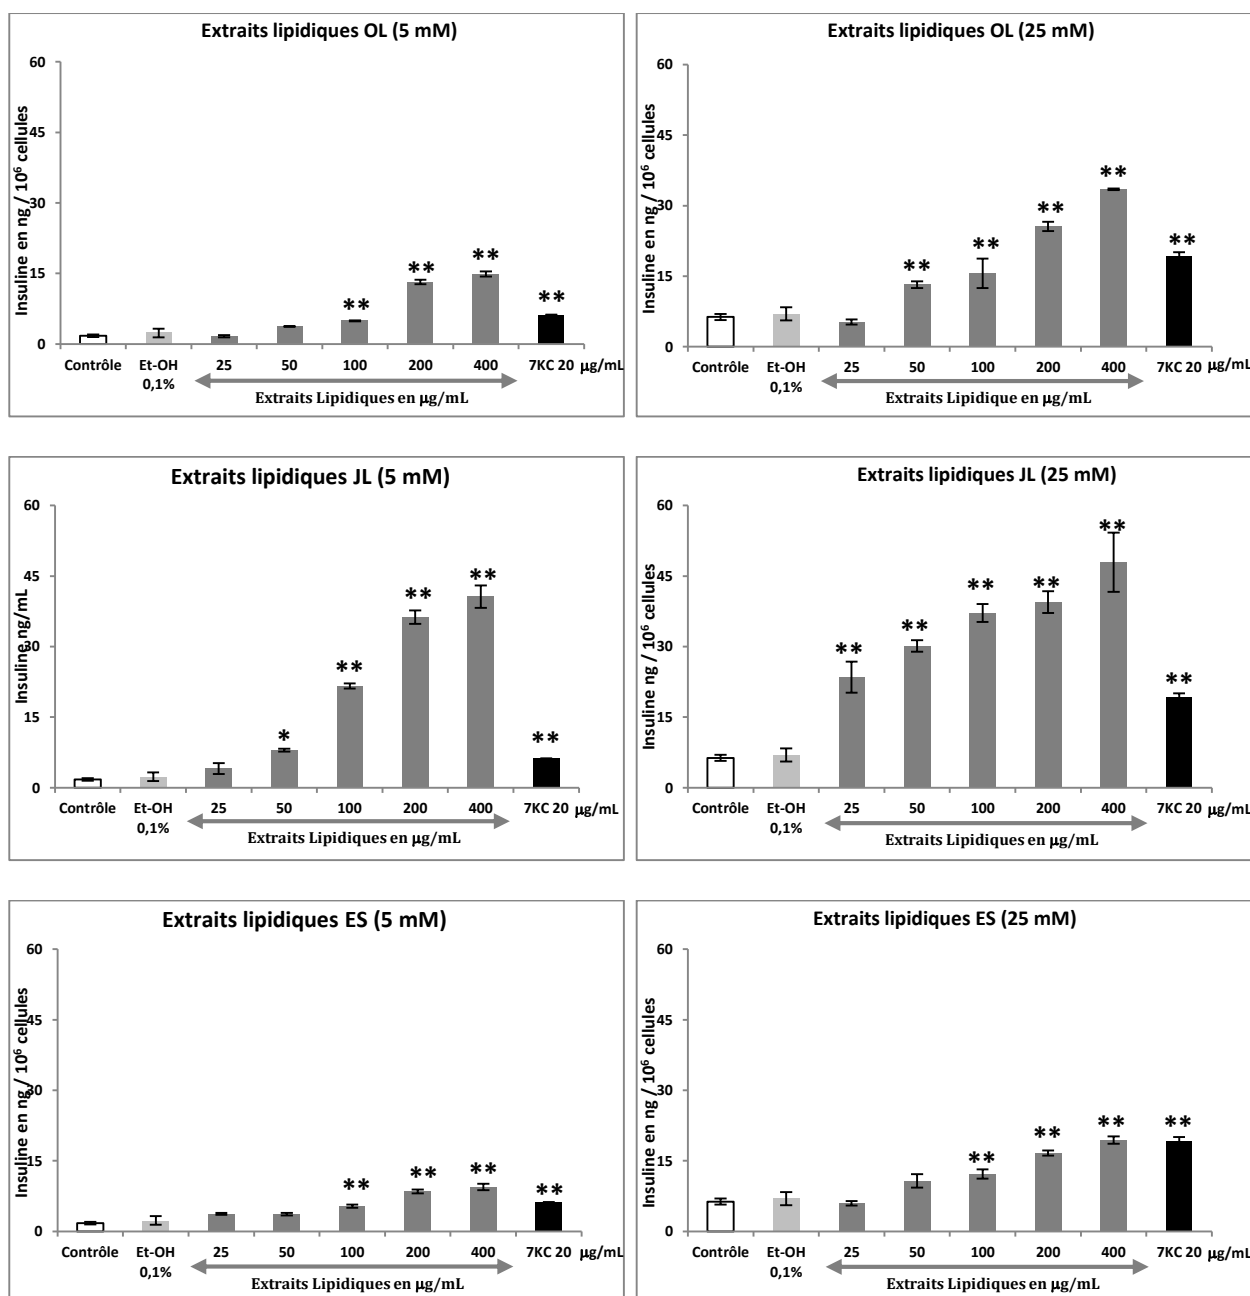 Extraits lipidiques OL (5 mM)
Insuline en ng / 10⁶ cellules
60
45
30
15
0
** ** ** **
Contrôle Et-OH 25 50 100 200 400 7KC 20 µg/mL
0,1%
Extraits Lipidiques en µg/mL
Extraits lipidiques OL (25 mM)
Insuline en ng / 10⁶ cellules
60
45
30
15
0
** ** ** ** **
Contrôle Et-OH 25 50 100 200 400 7KC 20 µg/mL
0,1%
Extraits Lipidique en µg/mL
Extraits lipidiques JL (5 mM)
Insuline ng/mL
60
45
30
15
0
* ** ** ** **
Contrôle Et-OH 25 50 100 200 400 7KC 20 µg/mL
0,1%
Extraits Lipidiques en µg/mL
Extraits lipidiques JL (25 mM)
Insuline ng / 10⁶ cellules
60
45
30
15
0
** ** ** ** ** **
Contrôle Et-OH 25 50 100 200 400 7KC 20 µg/mL
0,1%
Extraits Lipidiques en µg/mL
Extraits lipidiques ES (5 mM)
Insuline en ng / 10⁶ cellules
60
45
30
15
0
** ** ** **
Contrôle Et-OH 25 50 100 200 400 7KC 20 µg/mL
0,1%
Extraits Lipidiques en µg/mL
Extraits lipidiques ES (25 mM)
Insuline en ng / 10⁶ cellules
60
45
30
15
0
** ** ** **
Contrôle Et-OH 25 50 100 200 400 7KC 20 µg/mL
0,1%
Extraits Lipidiques en µg/mL